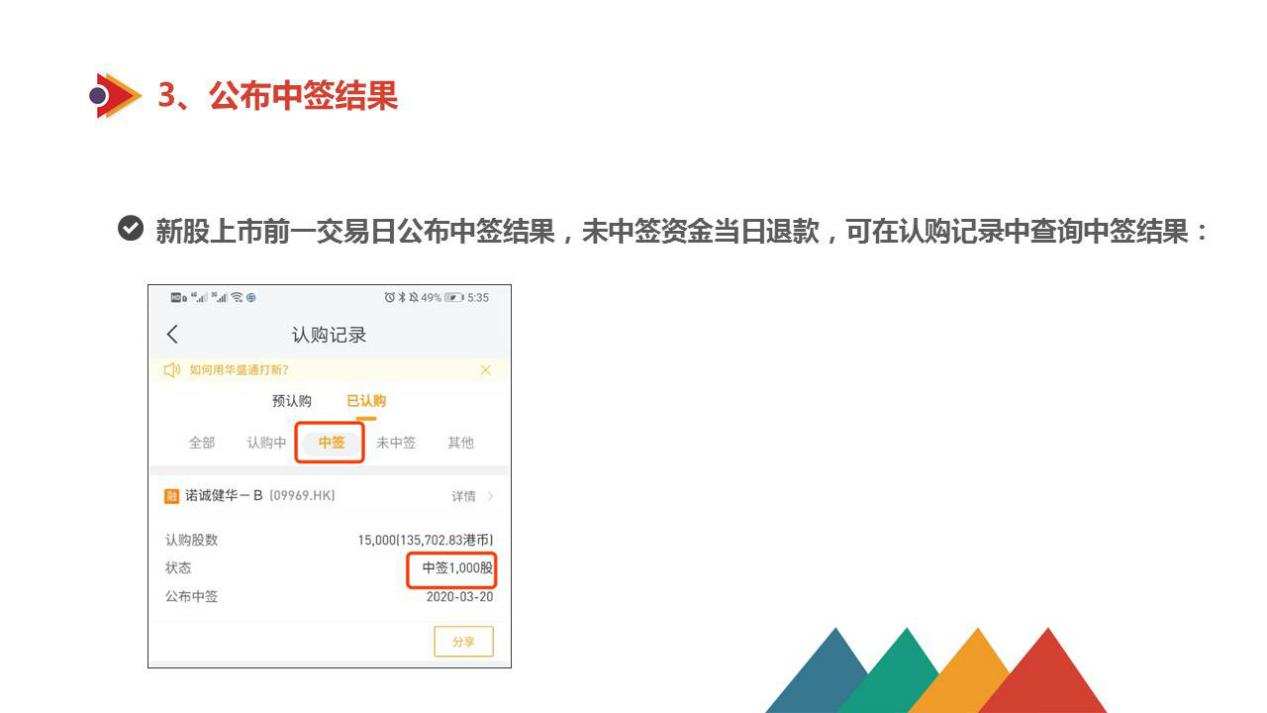 3、公布中签结果
新股上市前一交易日公布中签结果，未中签资金当日退款，可在认购记录中查询中签结果：
49% 5:35
认购记录
如何用华盛通打新？
预认购 已认购
全部 认购中 中签 未中签 其他
融 诺诚健华－B (09969.HK) 详情
认购股数 15,000(135,702.83港币)
状态 中签1,000股
公布中签 2020-03-20
分享